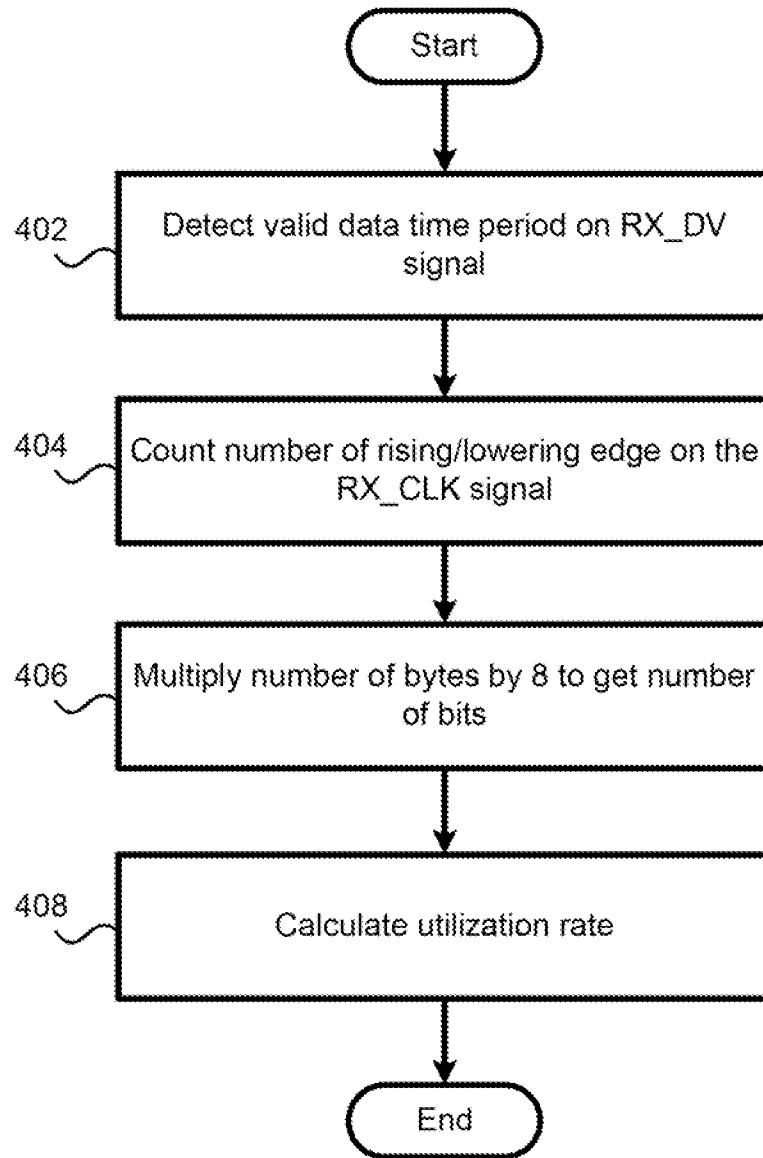 Start
402
Detect valid data time period on RX_DV
signal
404
Count number of rising/lowering edge on the
RX_CLK signal
406
Multiply number of bytes by 8 to get number
of bits
408
Calculate utilization rate
End